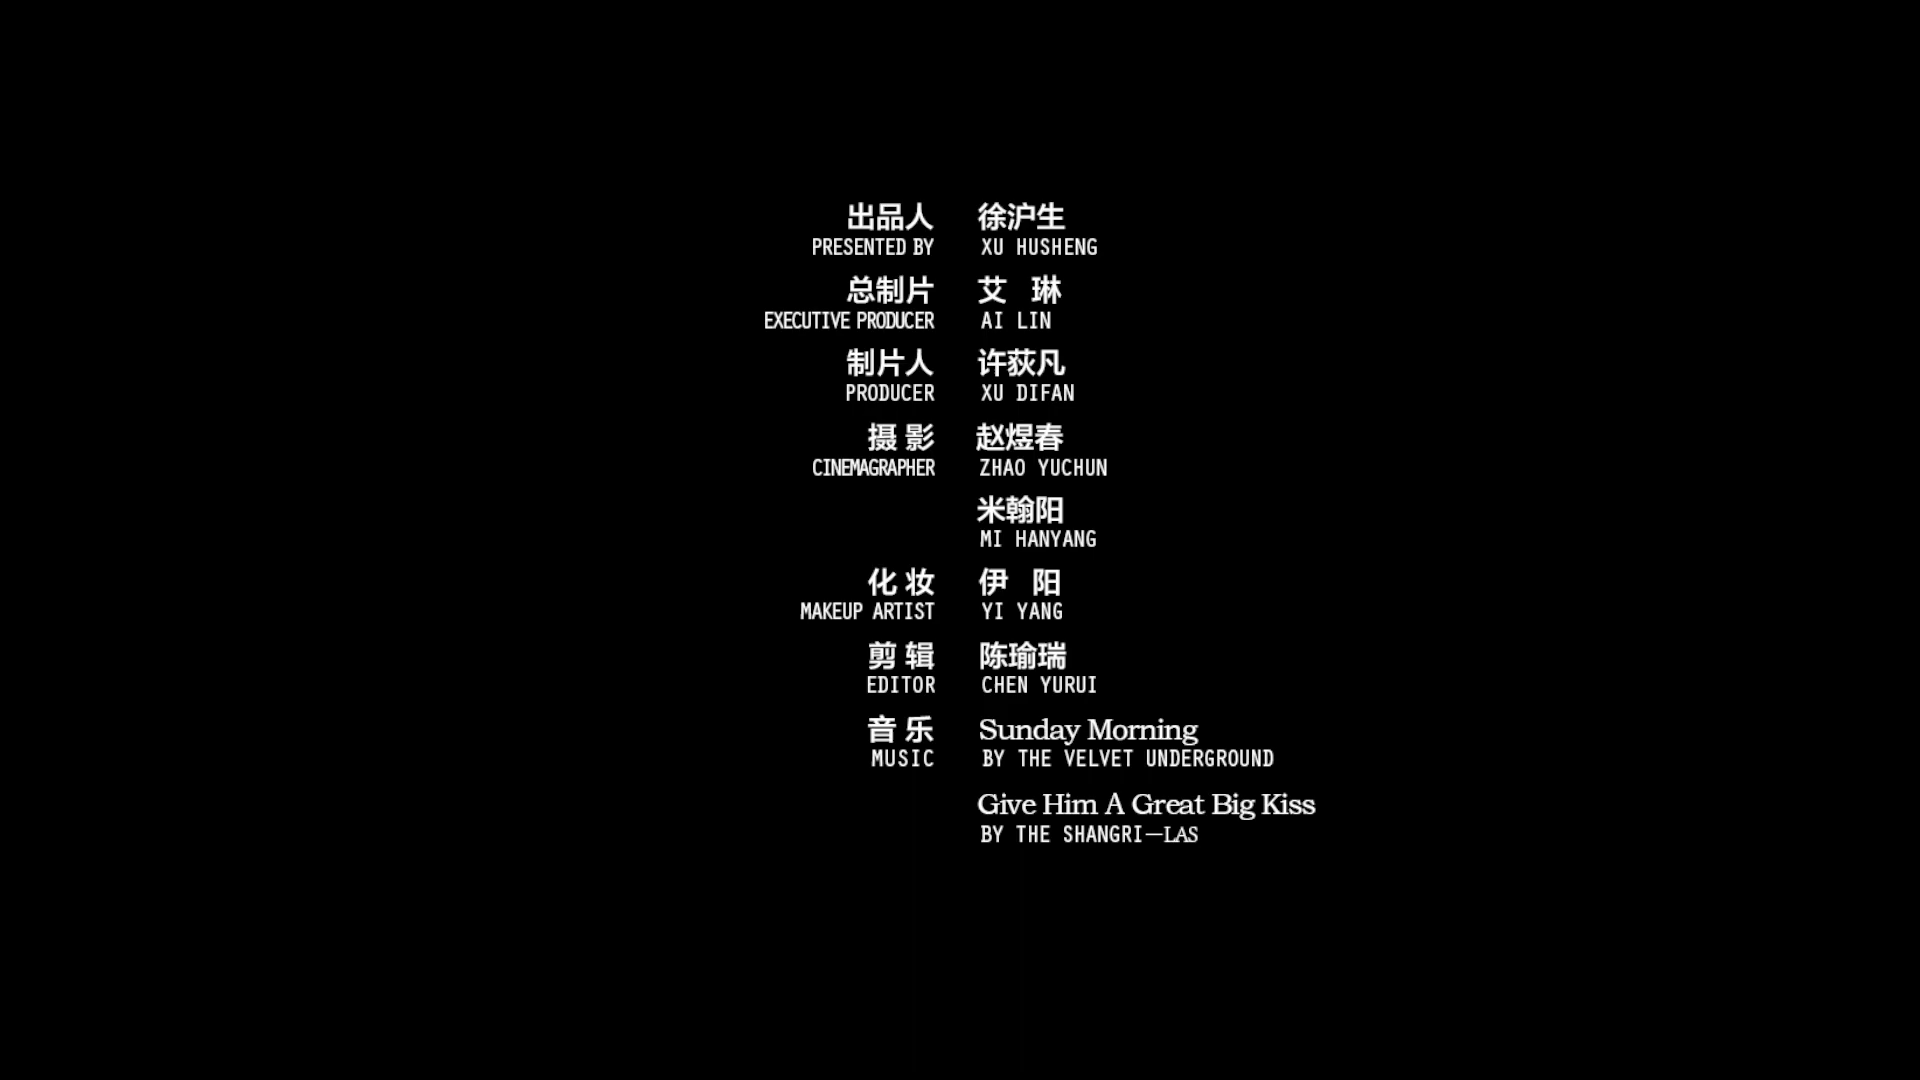 出品人 徐沪生
PRESENTED BY XU HUSHENG
总制片 艾 琳
EXECUTIVE PRODUCER AI LIN
制片人 许荻凡
PRODUCER XU DIFAN
摄 影 赵煜春
CINEMAGRAPHER ZHAO YUCHUN
米翰阳
MI HANYANG
化 妆 伊 阳
MAKEUP ARTIST YI YANG
剪 辑 陈瑜瑞
EDITOR CHEN YURUI
音 乐 Sunday Morning
MUSIC BY THE VELVET UNDERGROUND
Give Him A Great Big Kiss
BY THE SHANGRI—LAS